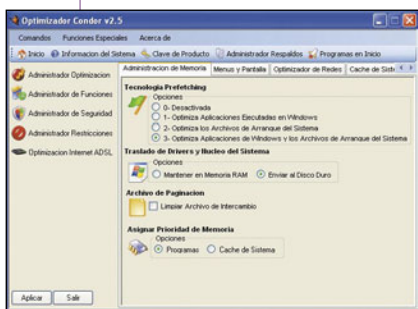 Optimizador Condor v2.5
Comandos Funciones Especiales Acerca de
Inicio Informacion del Sistema Clave de Producto Administrador Respaldos Programas en Inicio
Administrador Optimizacion
Administrador de Funciones
Administrador de Seguridad
Administrador Restricciones
Optimizacion Internet ADSL
Administracion de Memoria Menus y Pantalla Optimizador de Redes Cache de Sist
Tecnologia Prefetching
Opciones
0- Desactivada
1- Optimiza Aplicaciones Ejecutadas en Windows
2- Optimiza los Archivos de Arranque del Sistema
3- Optimiza Aplicaciones de Windows y los Archivos de Arranque del Sistema
Traslado de Drivers y Nucleo del Sistema
Opciones
Mantener en Memoria RAM Enviar al Disco Duro
Archivo de Paginacion
Limpiar Archivo de Intercambio
Asignar Prioridad de Memoria
Opciones
Programas Cache de Sistema
Aplicar Salir